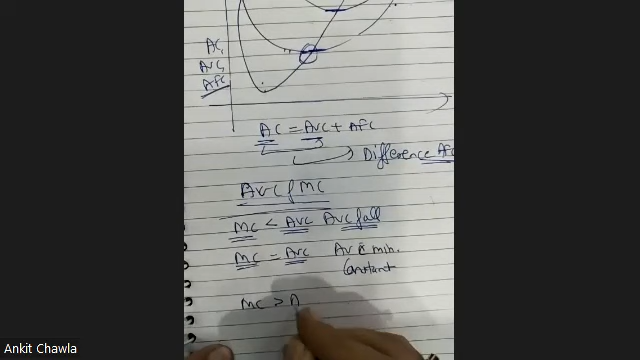 AC,
AVC,
AFC
AC = AVC + AFC
Difference AFC
AVC & MC
MC < AVC AVC fall
MC = AVC AVC is min.
Constant
MC > A
Ankit Chawla